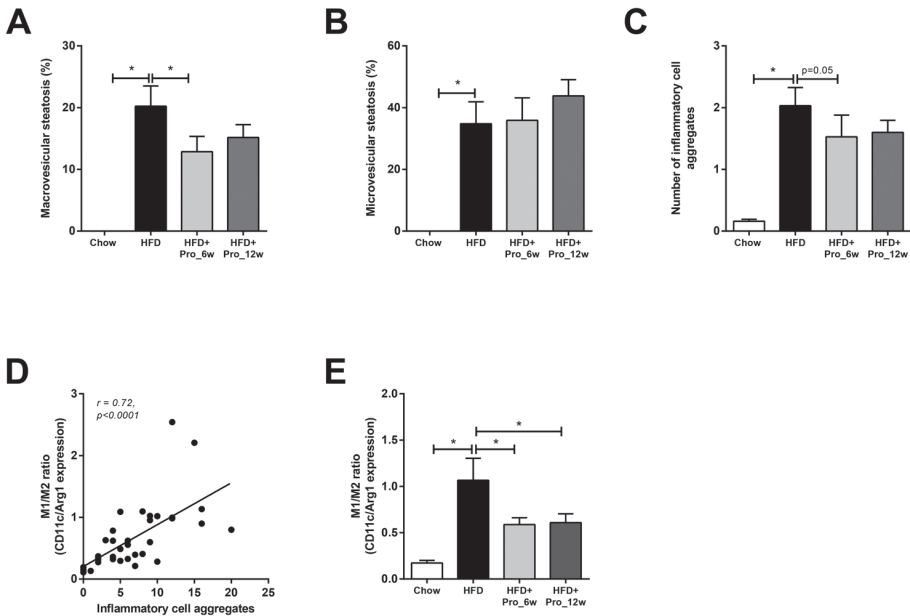 A
Macrovesicular steatosis (%)
30
20
10
0
*
*
Chow
HFD
HFD+
Pro_6w
HFD+
Pro_12w
B
Microvesicular steatosis (%)
60
40
20
0
*
Chow
HFD
HFD+
Pro_6w
HFD+
Pro_12w
C
Number of inflammatory cell
aggregates
3
2
1
0
*
p=0.05
Chow
HFD
HFD+
Pro_6w
HFD+
Pro_12w
D
M1/M2 ratio
(CD11c/Arg1 expression)
3
2
1
0
r = 0.72,
p<0.0001
0
5
10
15
20
25
Inflammatory cell aggregates
E
M1/M2 ratio
(CD11c/Arg1 expression)
2.0
1.5
1.0
0.5
0.0
*
*
*
Chow
HFD
HFD+
Pro_6w
HFD+
Pro_12w